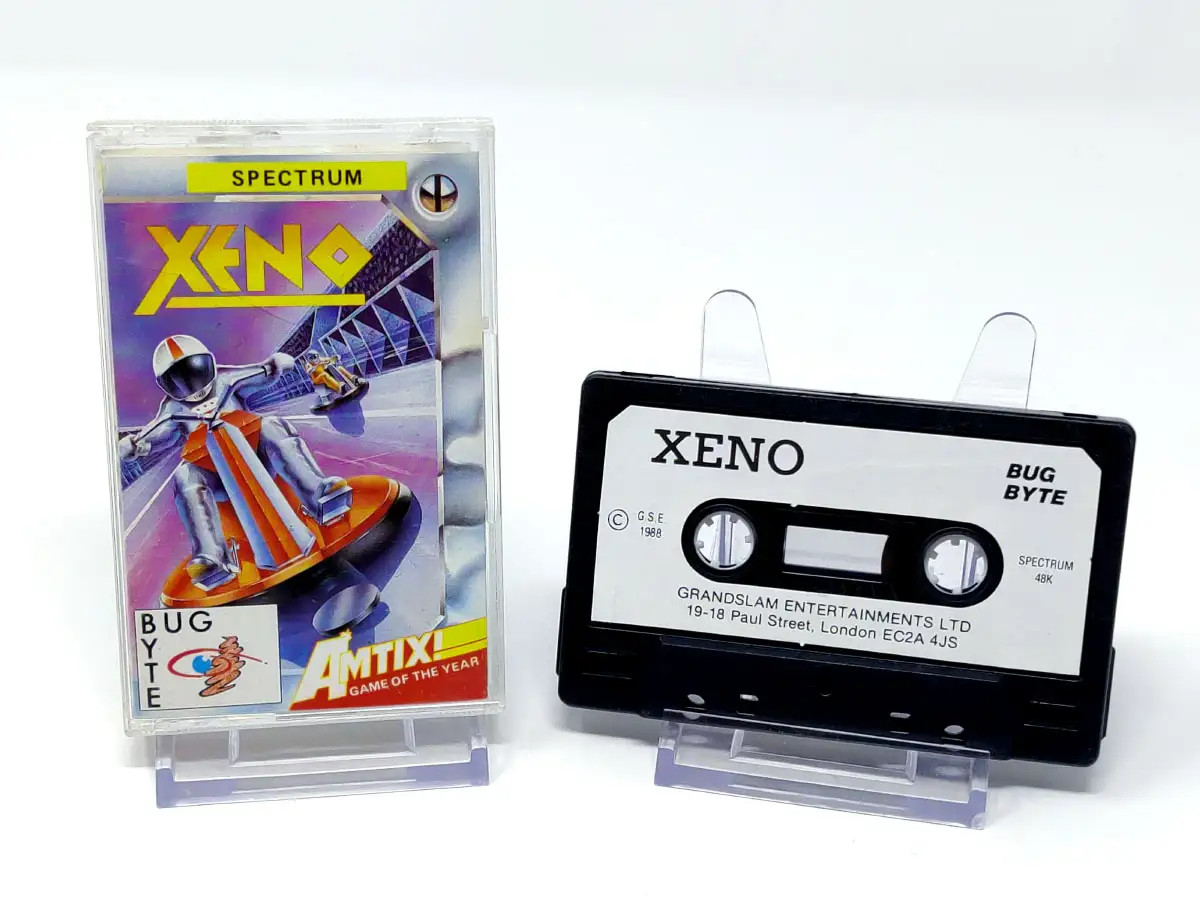 SPECTRUM
XENO
BUG
BYTE
AMTIX!
GAME OF THE YEAR
XENO
BUG
BYTE
© G.S.E.
1988
SPECTRUM
48K
GRANDSLAM ENTERTAINMENTS LTD
19-18 Paul Street, London EC2A 4JS